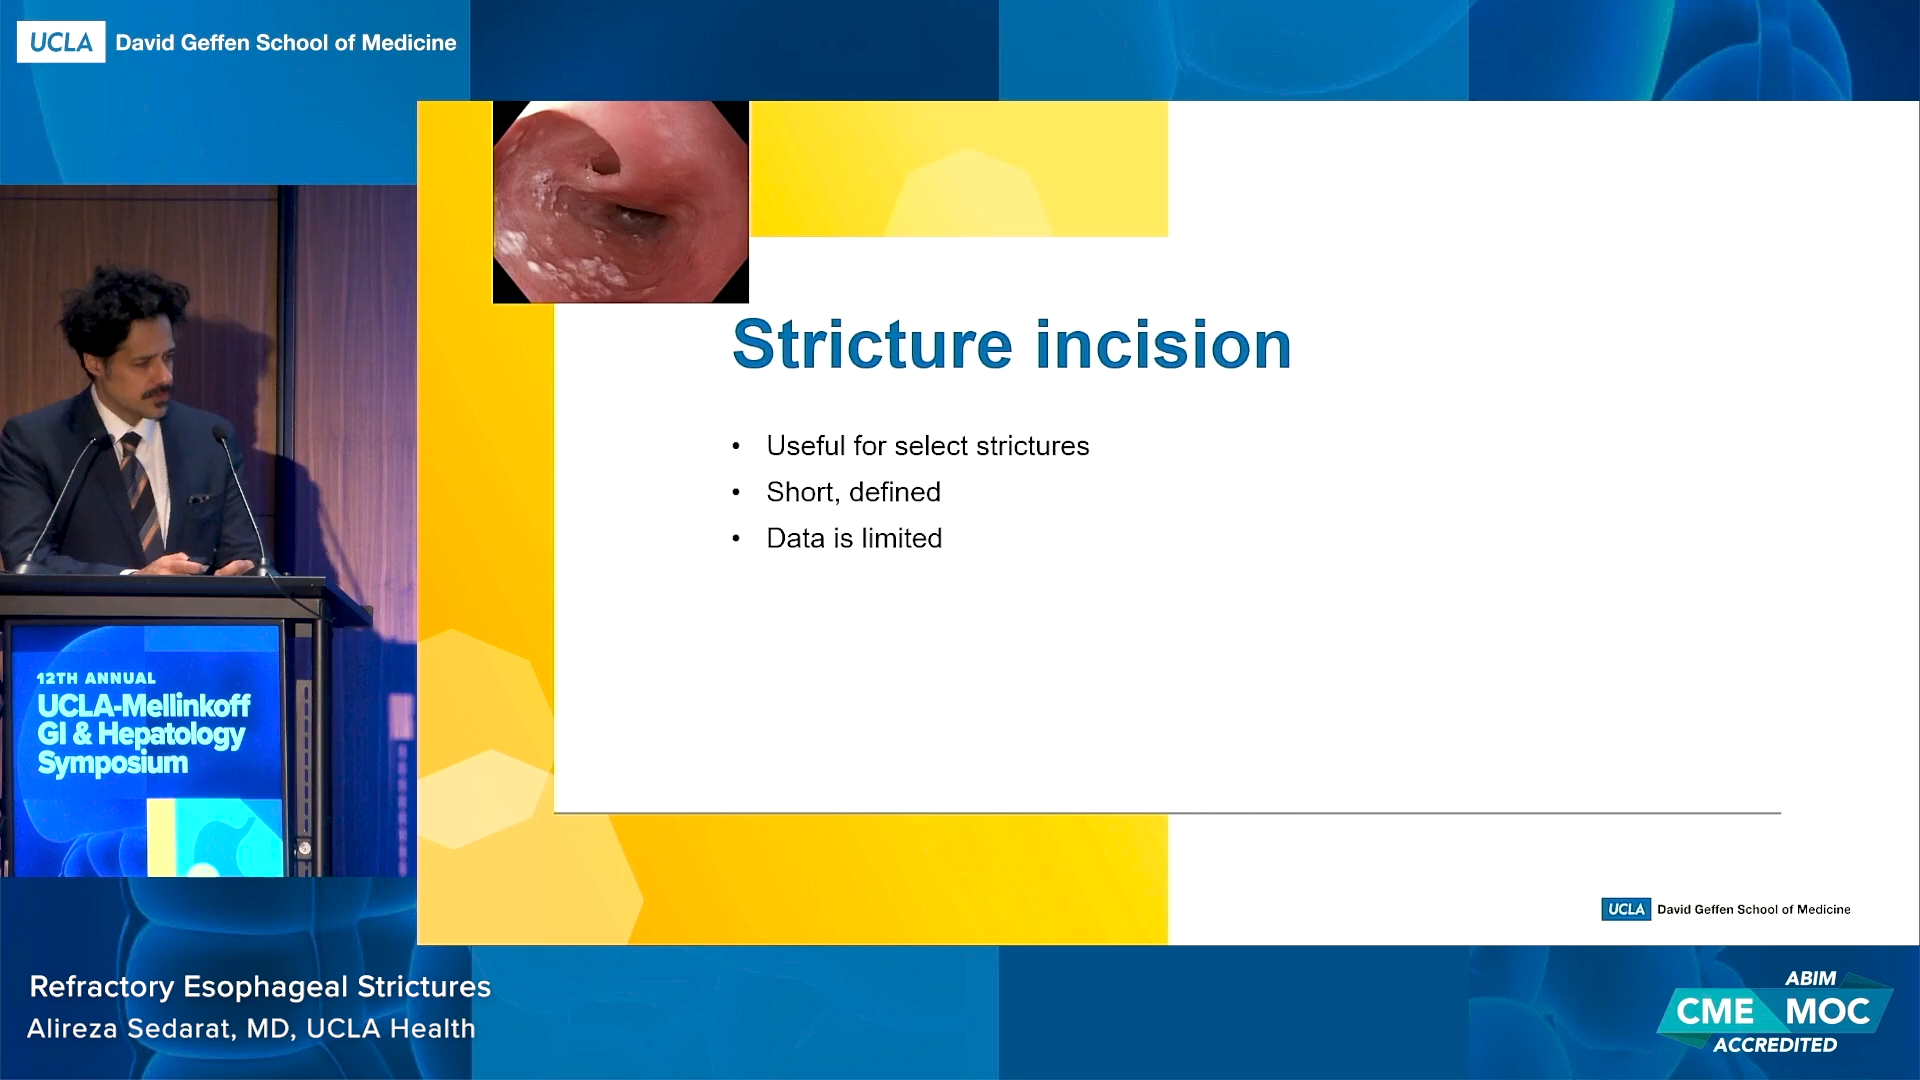 UCLA David Geffen School of Medicine
Stricture incision
• Useful for select strictures
• Short, defined
• Data is limited
12TH ANNUAL
UCLA-Mellinkoff
GI & Hepatology
Symposium
UCLA David Geffen School of Medicine
Refractory Esophageal Strictures
Alireza Sedarat, MD, UCLA Health
ABIM
CME MOC
ACCREDITED